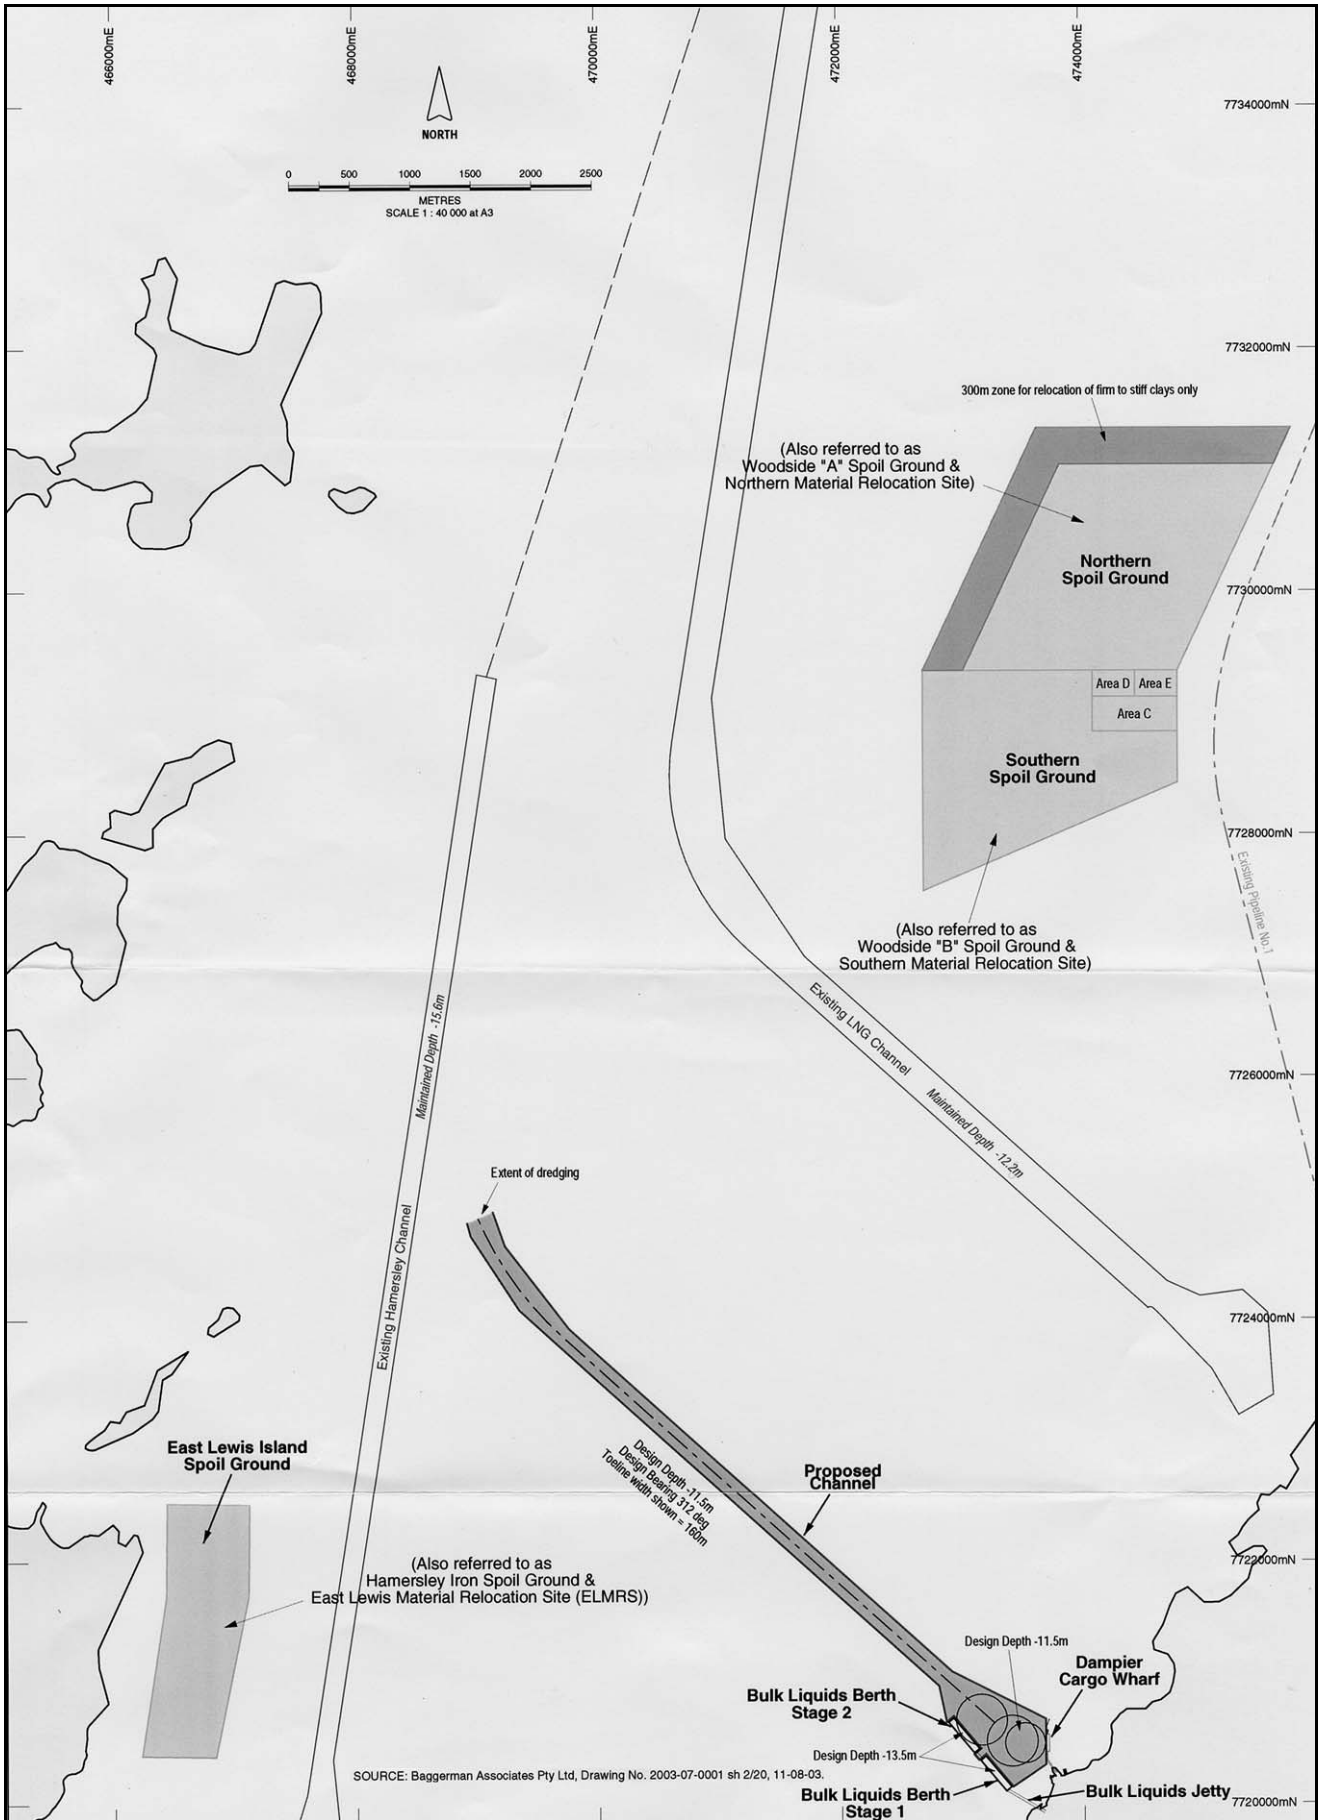 466000mE
468000mE
470000mE
472000mE
474000mE
7734000mN
NORTH
0 500 1000 1500 2000 2500
METRES
SCALE 1 : 40 000 at A3
7732000mN
300m zone for relocation of firm to stiff clays only
(Also referred to as
Woodside "A" Spoil Ground &
Northern Material Relocation Site)
Northern
Spoil Ground
7730000mN
Area D
Area E
Area C
Southern
Spoil Ground
7728000mN
Existing Pipeline No.1
(Also referred to as
Woodside "B" Spoil Ground &
Southern Material Relocation Site)
Existing LNG Channel
Maintained Depth -12.2m
Maintained Depth -15.6m
Existing Hamersley Channel
7726000mN
Extent of dredging
7724000mN
East Lewis Island
Spoil Ground
Design Depth -11.5m
Design Bearing 312 deg
Toeline width shown = 160m
Proposed
Channel
(Also referred to as
Hamersley Iron Spoil Ground &
East Lewis Material Relocation Site (ELMRS))
7722000mN
Design Depth -11.5m
Dampier
Cargo Wharf
Bulk Liquids Berth
Stage 2
Design Depth -13.5m
SOURCE: Baggerman Associates Pty Ltd, Drawing No. 2003-07-0001 sh 2/20, 11-08-03.
Bulk Liquids Berth
Stage 1
Bulk Liquids Jetty
7720000mN